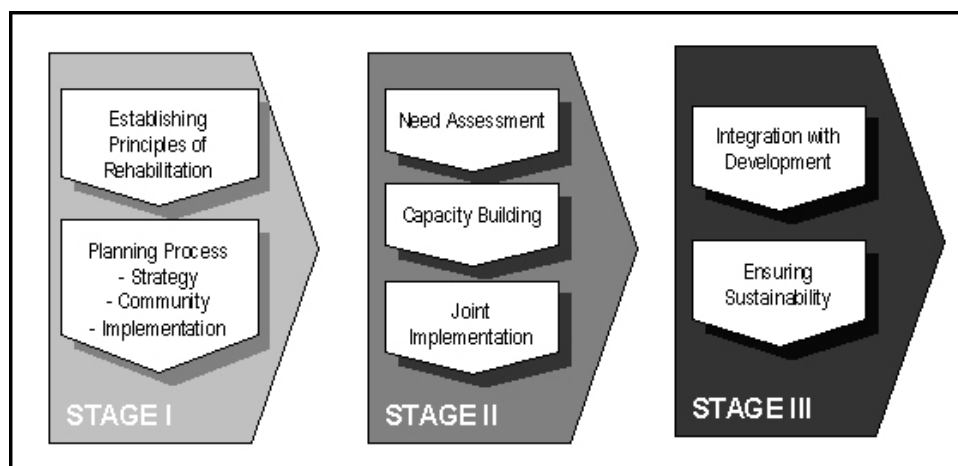 Establishing
Principles of
Rehabilitation
Planning Process
- Strategy
- Community
- Implementation
STAGE I
Need Assessment
Capacity Building
Joint
Implementation
STAGE II
Integration with
Development
Ensuring
Sustainability
STAGE III